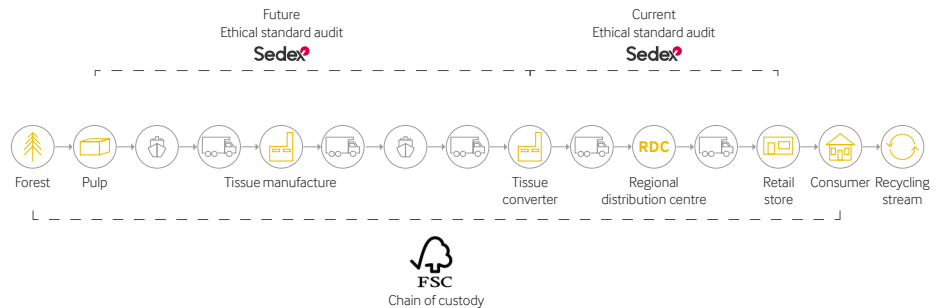 Future
Ethical standard audit
Sedex
Current
Ethical standard audit
Sedex
RDC
Forest
Pulp
Tissue manufacture
Tissue
converter
Regional
distribution centre
Retail
store
Consumer
Recycling
stream
FSC
Chain of custody